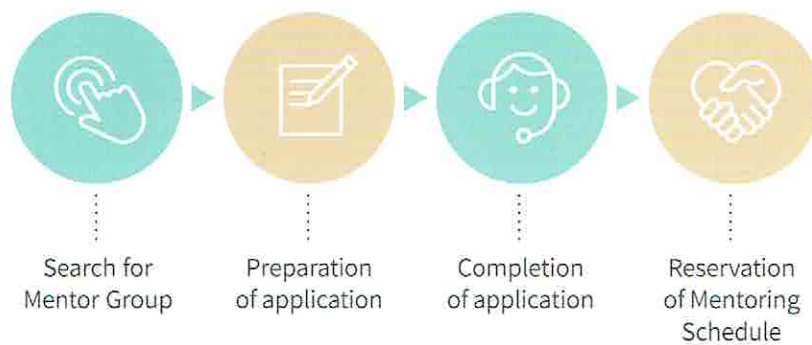 Search for
Mentor Group
Preparation
of application
Completion
of application
Reservation
of Mentoring
Schedule